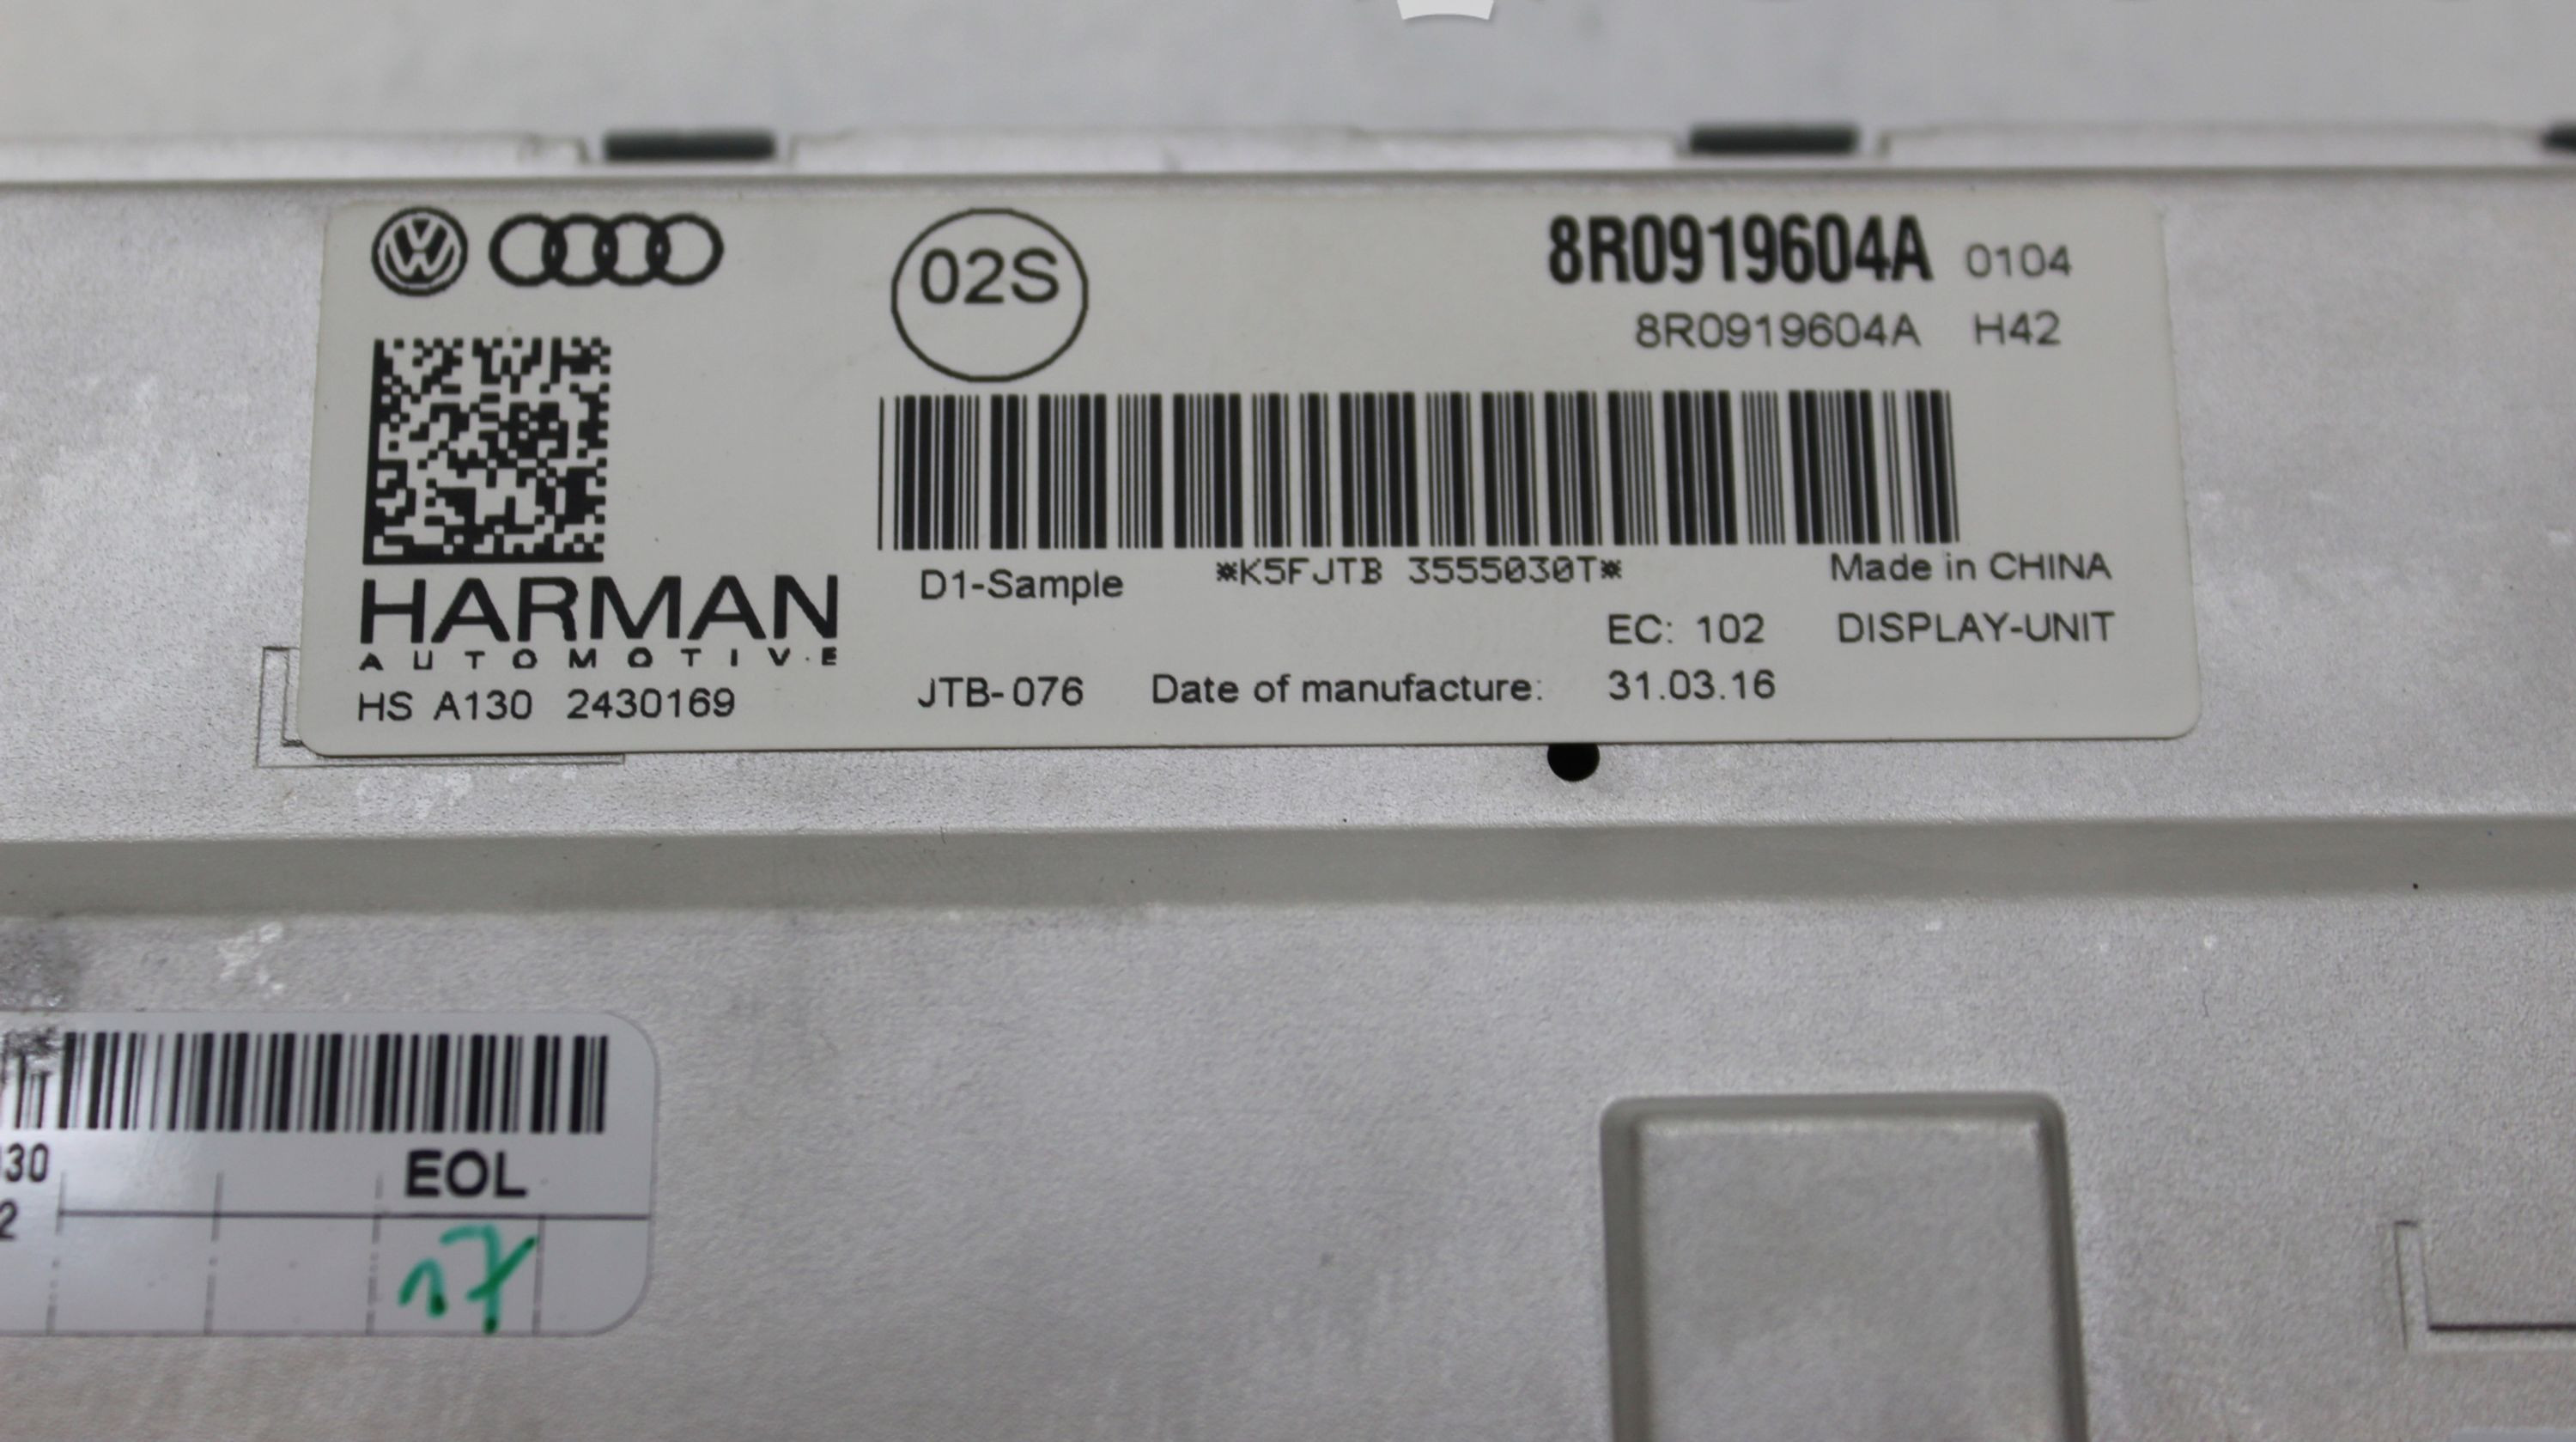 02S
8R0919604A 0104
8R0919604A H42
HARMAN
AUTOMOTIVE
HS A130 2430169
D1-Sample *K5FJTB 3555030T* Made in CHINA
EC: 102 DISPLAY-UNIT
JTB-076 Date of manufacture: 31.03.16
30
2
EOL
17